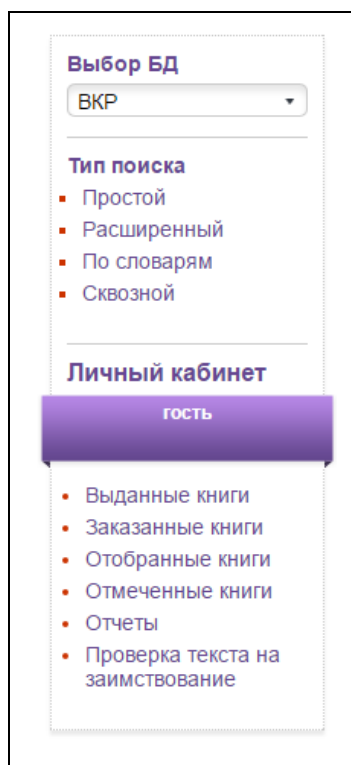 Выбор БД
ВКР
Тип поиска
Простой
Расширенный
По словарям
Сквозной
Личный кабинет
гость
Выданные книги
Заказанные книги
Отобранные книги
Отмеченные книги
Отчеты
Проверка текста на
заимствование